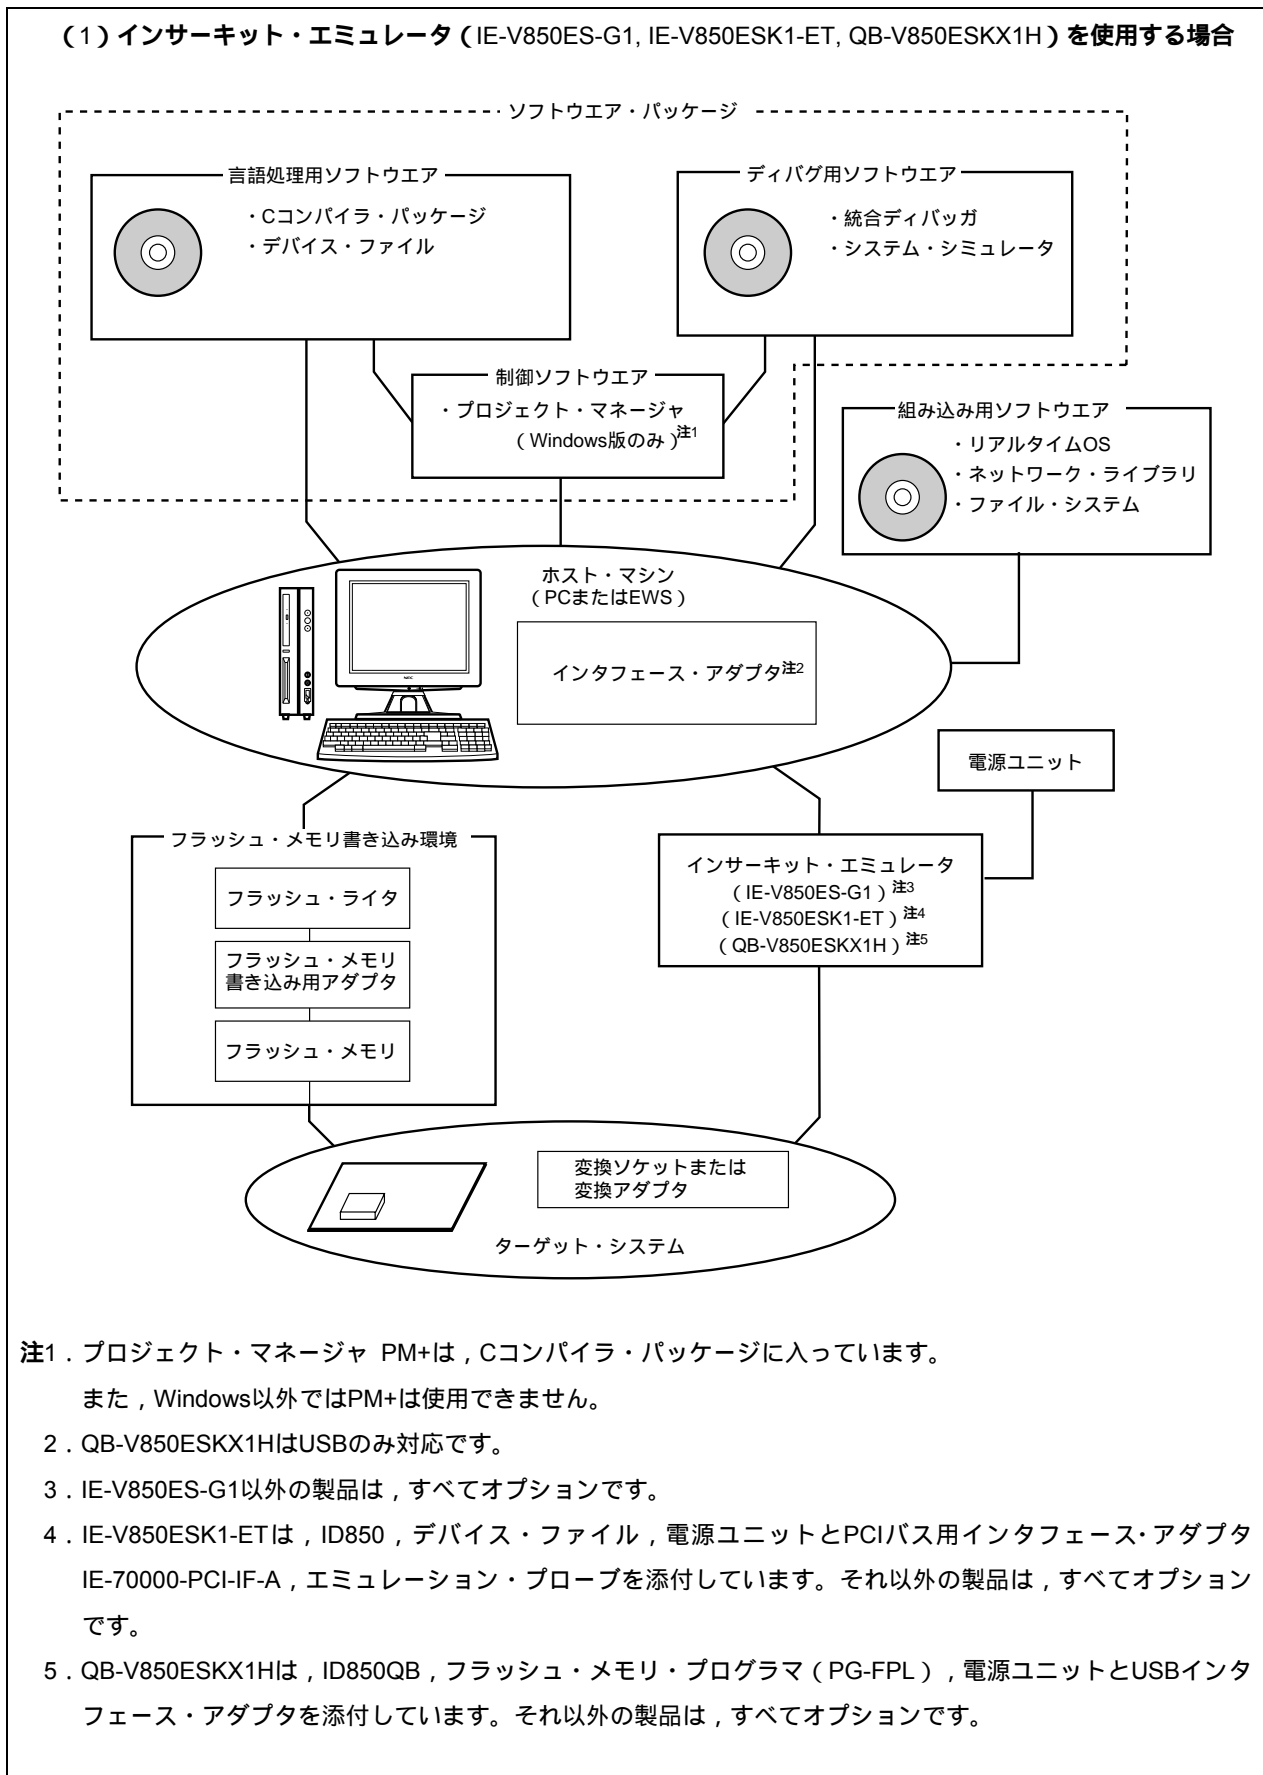 （1）インサーキット・エミュレータ（IE-V850ES-G1, IE-V850ESK1-ET, QB-V850ESKX1H）を使用する場合
ソフトウエア・パッケージ
言語処理用ソフトウエア
・Cコンパイラ・パッケージ
・デバイス・ファイル
ディバグ用ソフトウエア
・統合ディバッガ
・システム・シミュレータ
制御ソフトウエア
・プロジェクト・マネージャ
（Windows版のみ）注1
組み込み用ソフトウエア
・リアルタイムOS
・ネットワーク・ライブラリ
・ファイル・システム
ホスト・マシン
（PCまたはEWS）
インタフェース・アダプタ注2
NEC
電源ユニット
フラッシュ・メモリ書き込み環境
フラッシュ・ライタ
フラッシュ・メモリ
書き込み用アダプタ
フラッシュ・メモリ
インサーキット・エミュレータ
（IE-V850ES-G1）注3
（IE-V850ESK1-ET）注4
（QB-V850ESKX1H）注5
変換ソケットまたは
変換アダプタ
ターゲット・システム
注1．プロジェクト・マネージャ PM+は，Cコンパイラ・パッケージに入っています。
また，Windows以外ではPM+は使用できません。
2．QB-V850ESKX1HはUSBのみ対応です。
3．IE-V850ES-G1以外の製品は，すべてオプションです。
4．IE-V850ESK1-ETは，ID850，デバイス・ファイル，電源ユニットとPCIバス用インタフェース・アダプタ
IE-70000-PCI-IF-A，エミュレーション・プローブを添付しています。それ以外の製品は，すべてオプション
です。
5．QB-V850ESKX1Hは，ID850QB，フラッシュ・メモリ・プログラマ（PG-FPL），電源ユニットとUSBインタ
フェース・アダプタを添付しています。それ以外の製品は，すべてオプションです。